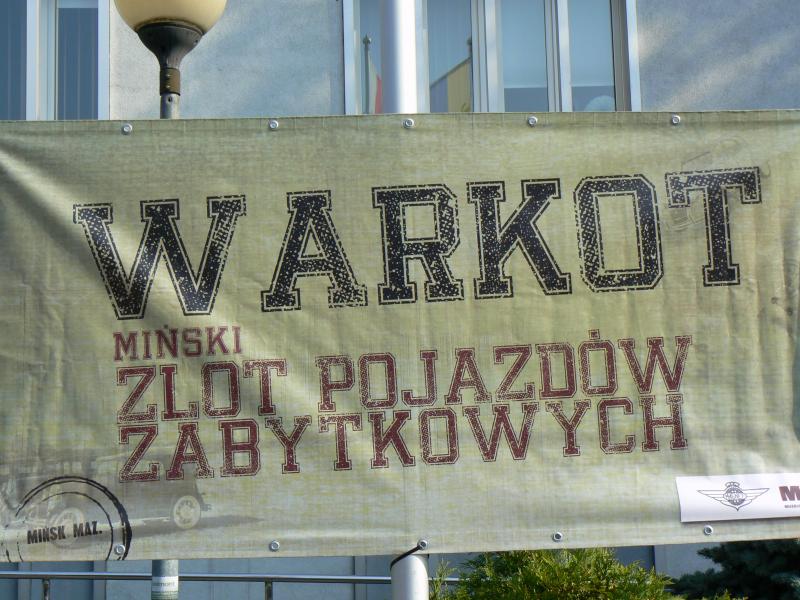 WARKOT
MIŃSKI
ZLOT POJAZDÓW
ZABYTKOWYCH
MIŃSK MAZ.